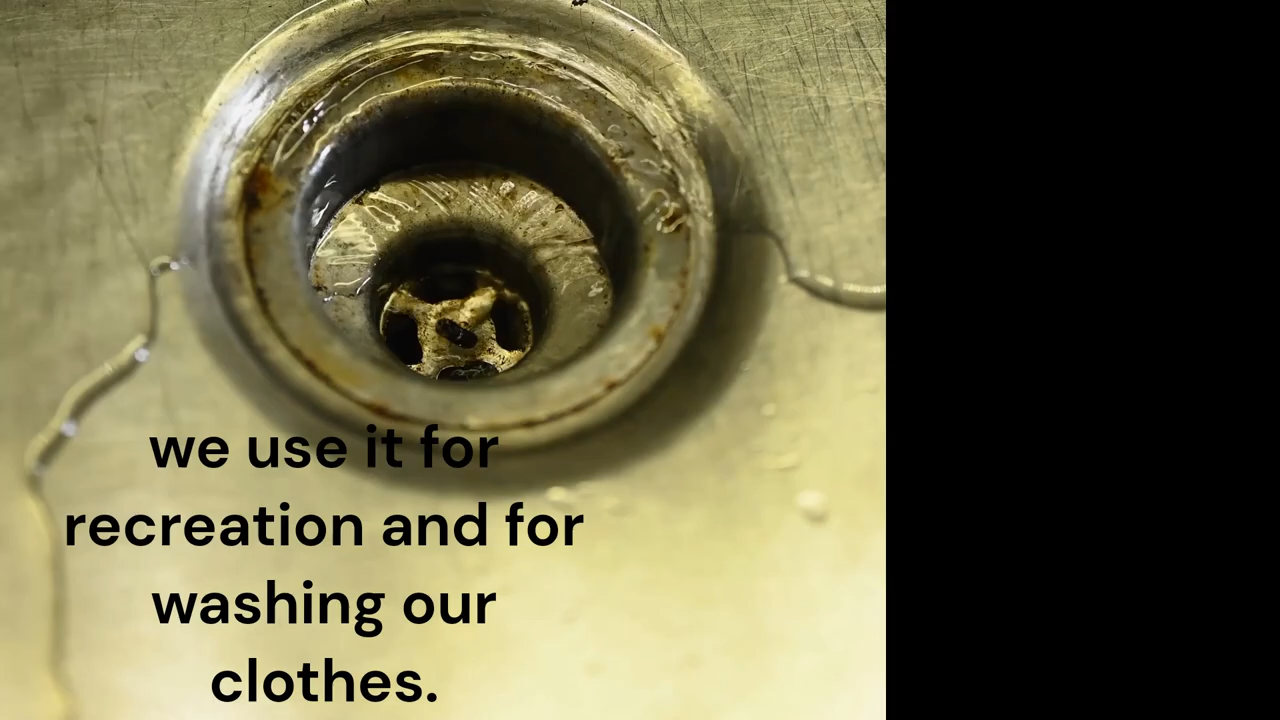 we use it for
recreation and for
washing our
clothes.